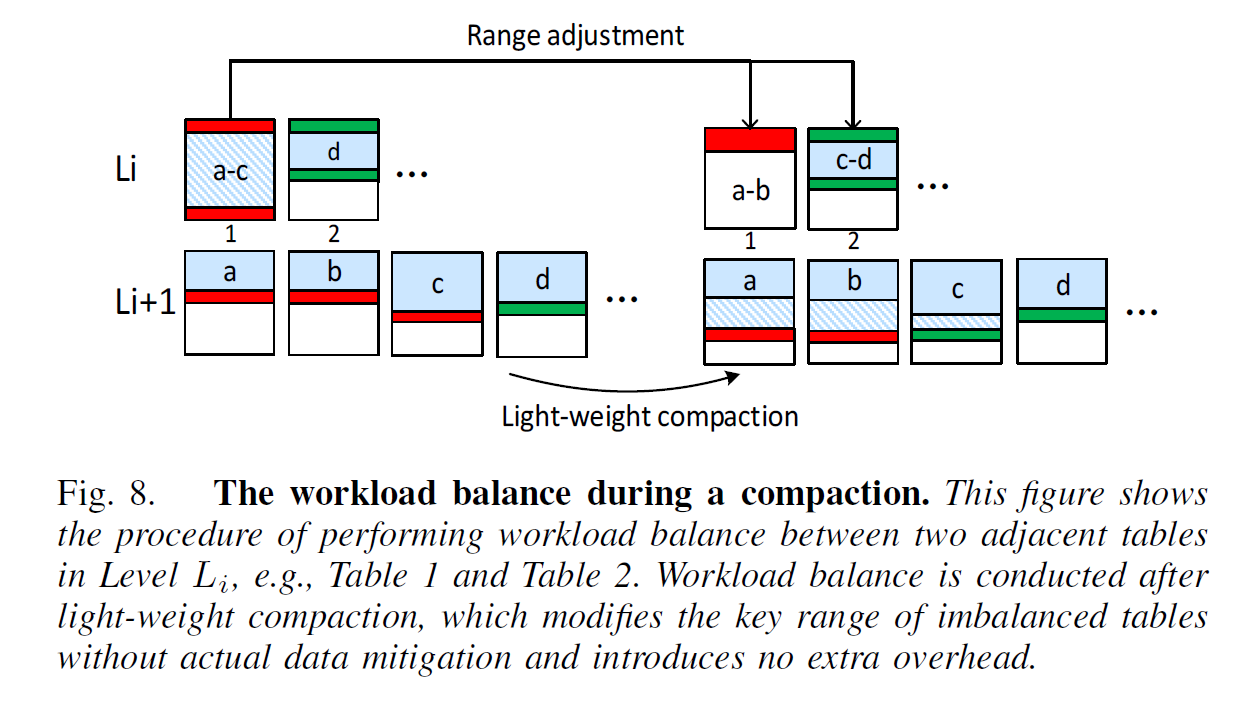 Range adjustment
Li
a-c
d
...
a-b
c-d
...
1
2
1
2
Li+1
a
b
c
d
...
a
b
c
d
...
Light-weight compaction
Fig. 8. The workload balance during a compaction. This figure shows
the procedure of performing workload balance between two adjacent tables
in Level Li, e.g., Table 1 and Table 2. Workload balance is conducted after
light-weight compaction, which modifies the key range of imbalanced tables
without actual data mitigation and introduces no extra overhead.